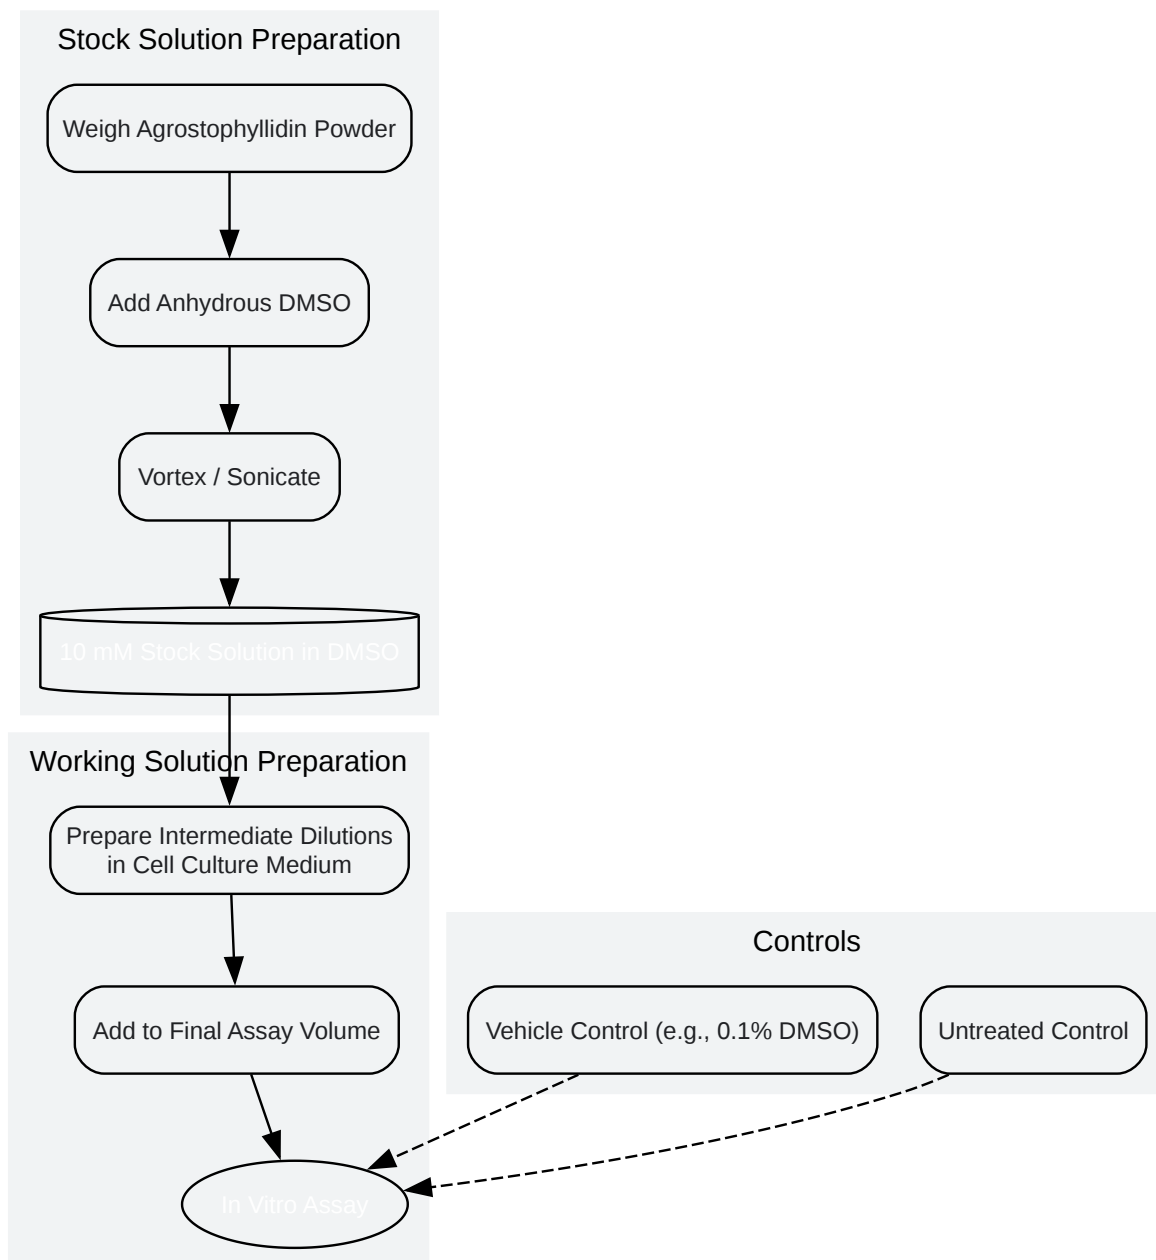 Stock Solution Preparation
Weigh Agrostophyllidin Powder
Add Anhydrous DMSO
Vortex / Sonicate
10 mM Stock Solution in DMSO
Working Solution Preparation
Prepare Intermediate Dilutions
in Cell Culture Medium
Controls
Add to Final Assay Volume
Vehicle Control (e.g., 0.1% DMSO)
Untreated Control
In Vitro Assay